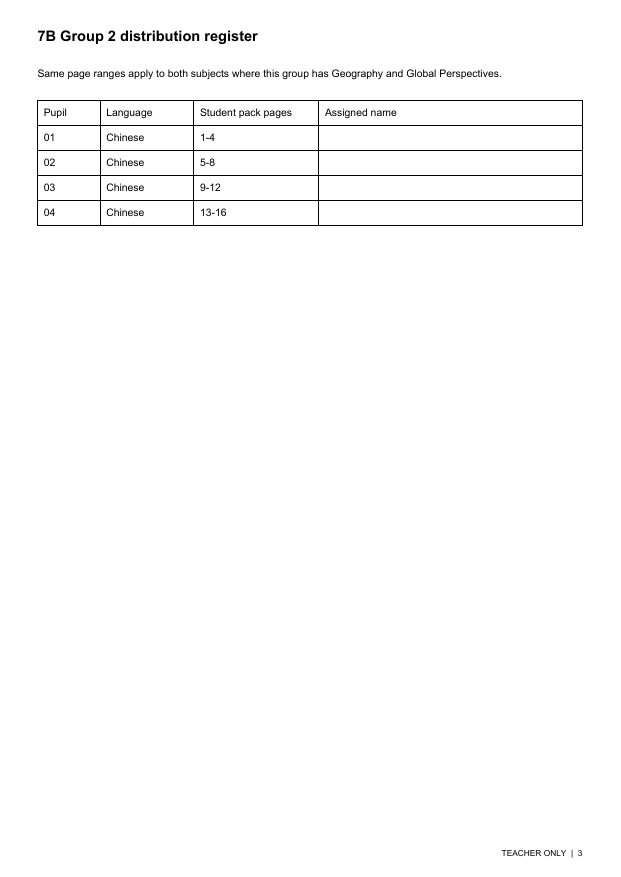 7B Group 2 distribution register
Same page ranges apply to both subjects where this group has Geography and Global Perspectives.
Pupil Language Student pack pages Assigned name
01 Chinese 1-4
02 Chinese 5-8
03 Chinese 9-12
04 Chinese 13-16
TEACHER ONLY | 3